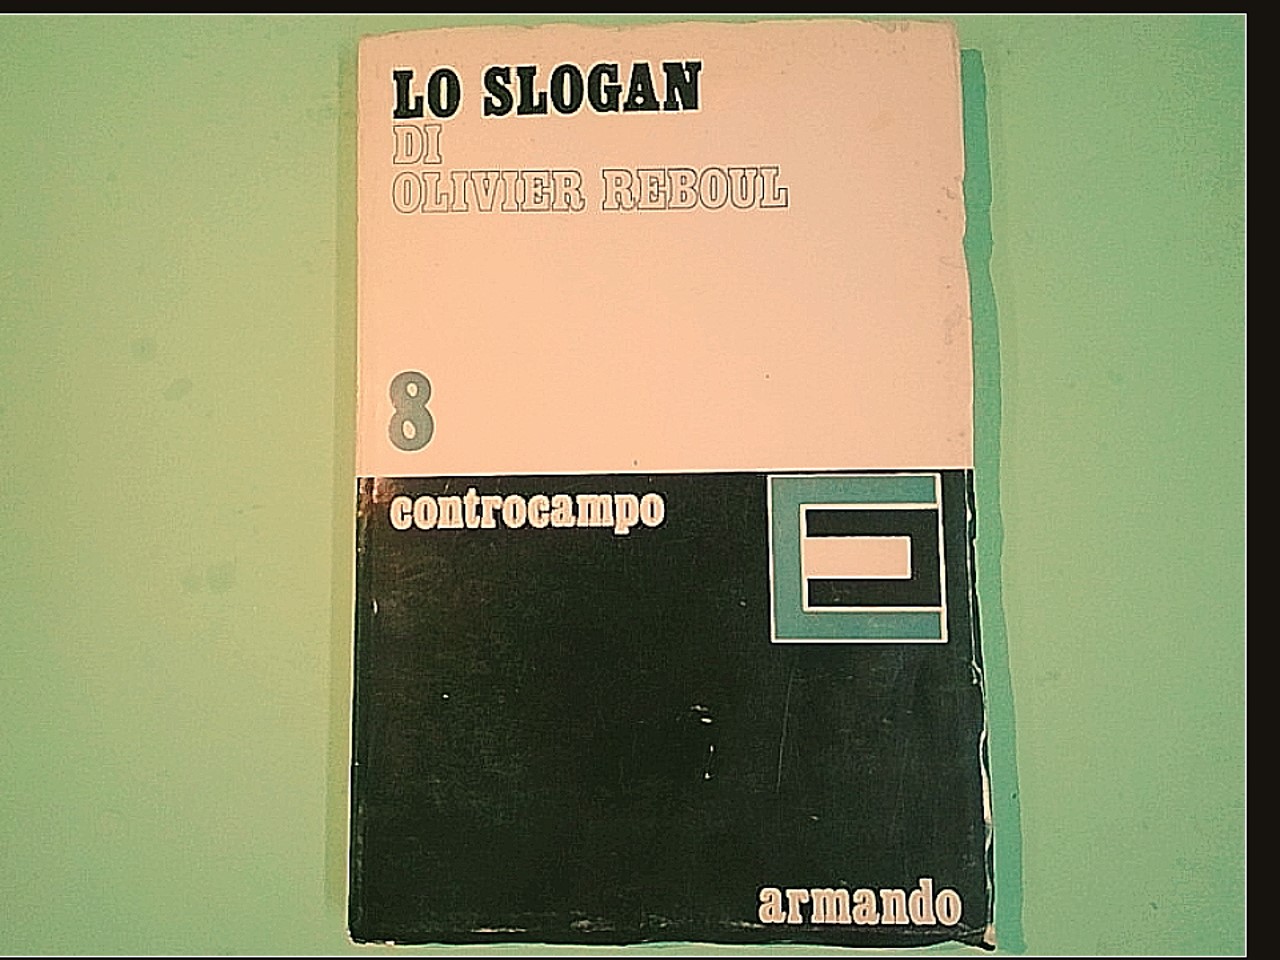 LO SLOGAN
DI
OLIVIER REBOUL
8
controcampo
armando